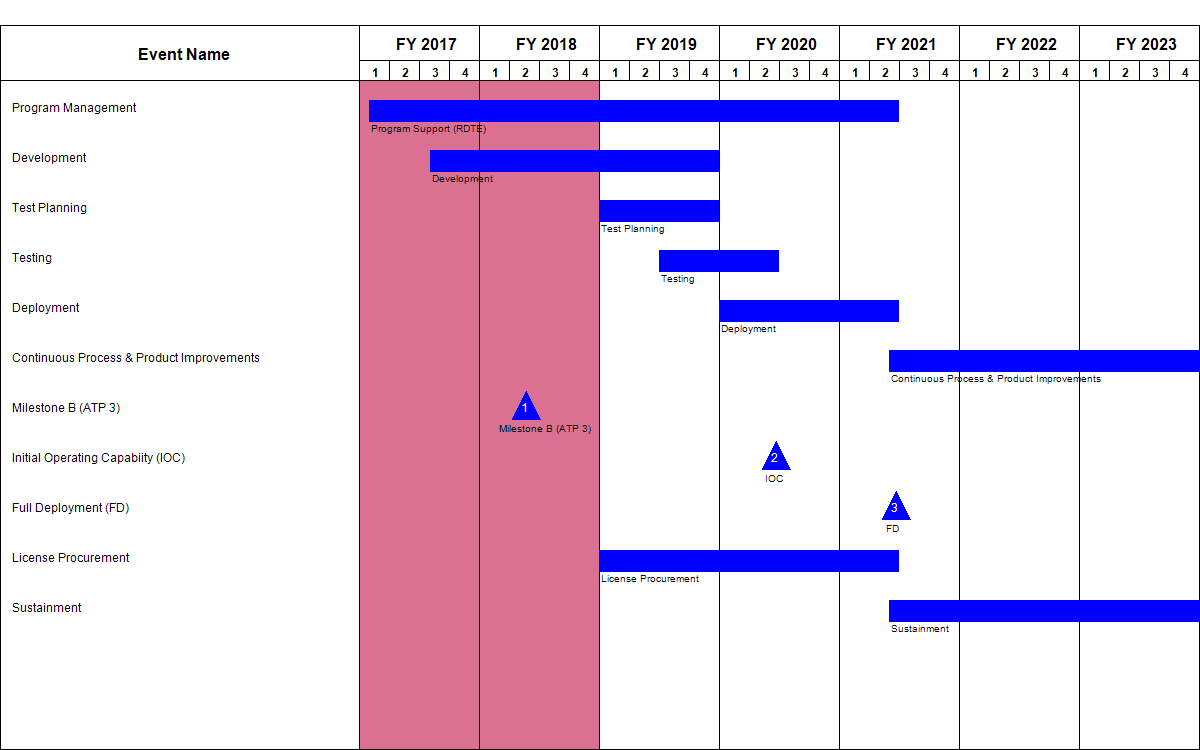 Event Name
FY 2017 FY 2018 FY 2019 FY 2020 FY 2021 FY 2022 FY 2023
1 2 3 4 1 2 3 4 1 2 3 4 1 2 3 4 1 2 3 4 1 2 3 4 1 2 3 4
Program Management
Program Support (RDTE)
Development
Development
Test Planning
Test Planning
Testing
Testing
Deployment
Deployment
Continuous Process & Product Improvements
Continuous Process & Product Improvements
Milestone B (ATP 3)
1
Milestone B (ATP 3)
Initial Operating Capabiity (IOC)
2
IOC
Full Deployment (FD)
3
FD
License Procurement
License Procurement
Sustainment
Sustainment